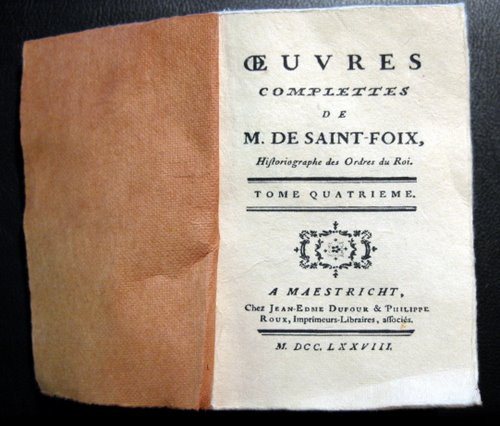 ŒUVRES
COMPLETTES
DE
M. DE SAINT-FOIX,
Hiſtoriographe des Ordres du Roi.
TOME QUATRIEME.
A MAESTRICHT,
Chez JEAN-EDME DUFOUR & PHILIPPE
ROUX, Imprimeurs-Libraires, aſſociés.
M. DCC. LXXVIII.